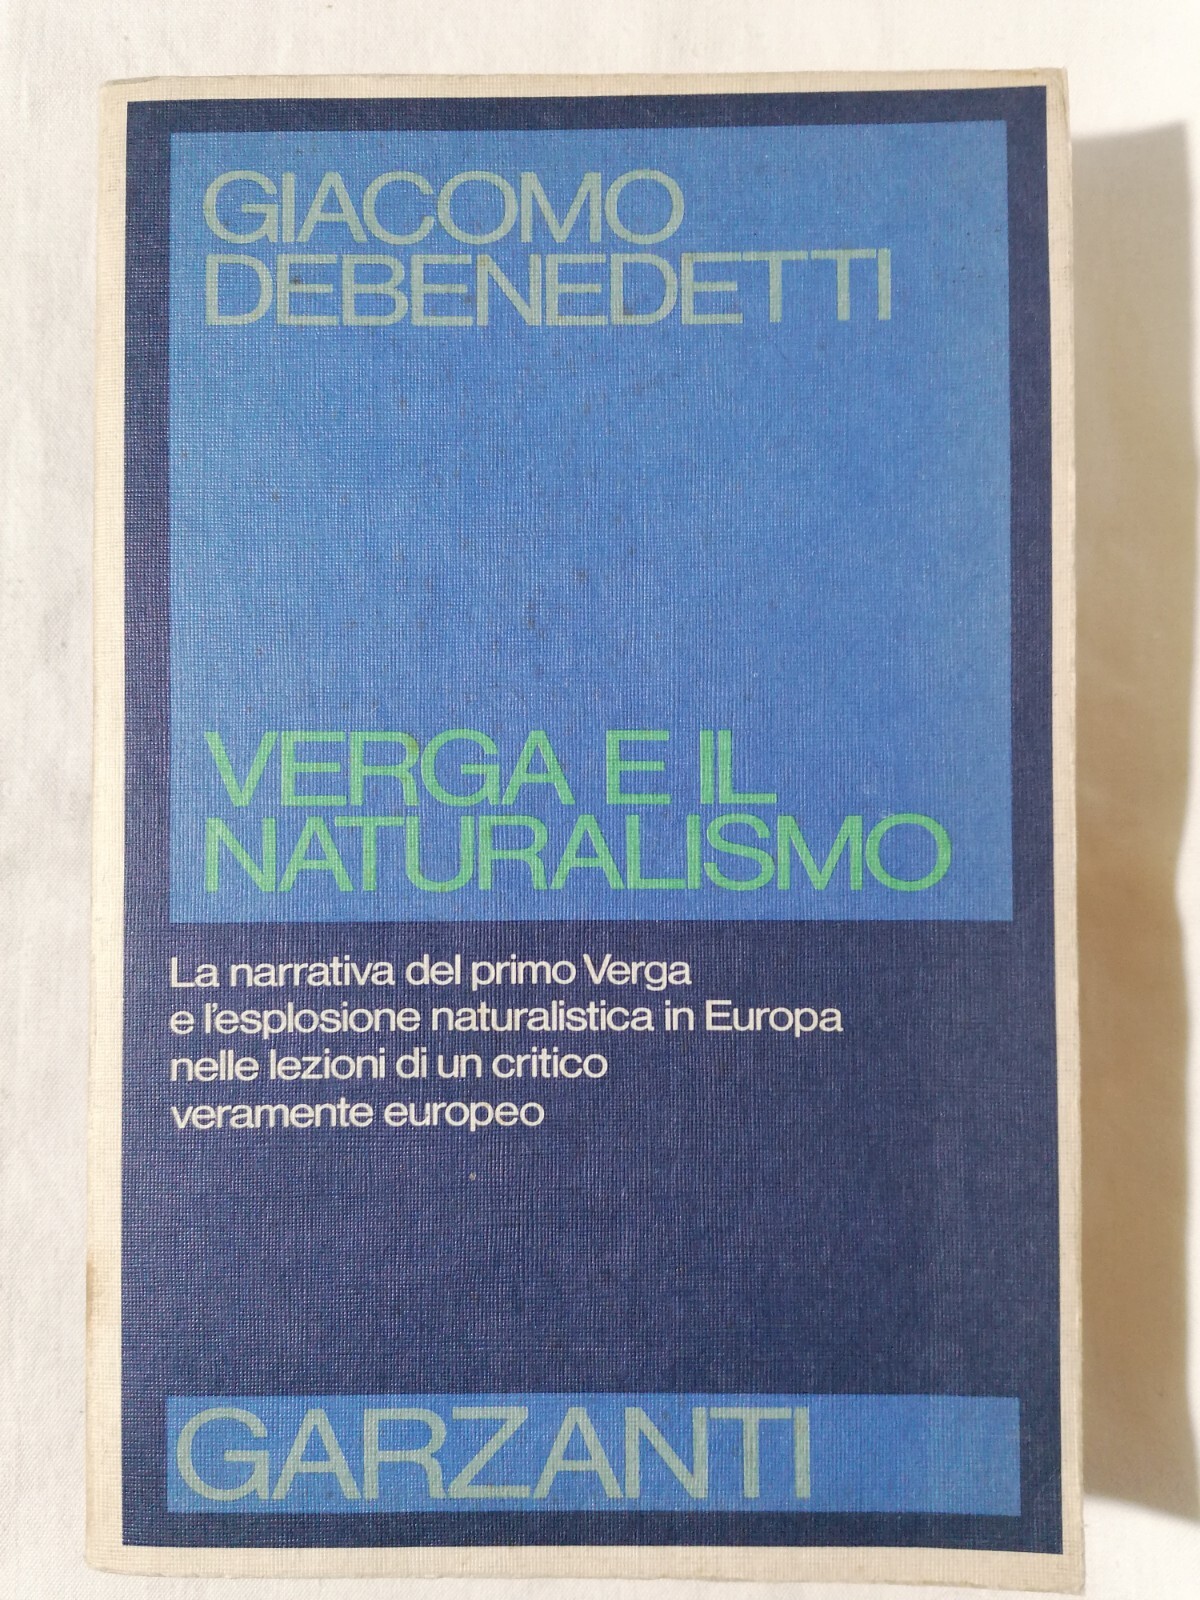 GIACOMO
DEBENEDETTI
VERGA E IL
NATURALISMO
La narrativa del primo Verga
e l'esplosione naturalistica in Europa
nelle lezioni di un critico
veramente europeo
GARZANTI